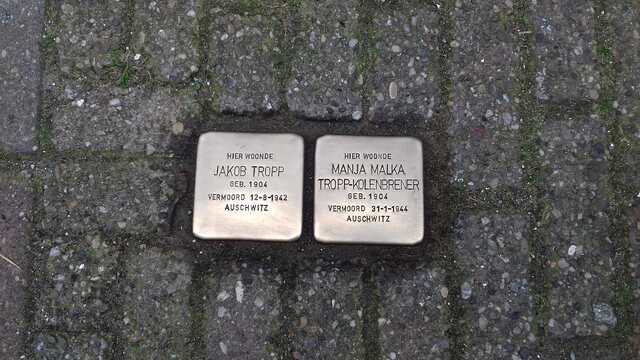 HIER WOONDE
JAKOB TROPP
GEB. 1904
VERMOORD 12-8-1942
AUSCHWITZ
HIER WOONDE
MANJA MALKA
TROPP-KOLENBRENER
GEB. 1904
VERMOORD 31-1-1944
AUSCHWITZ